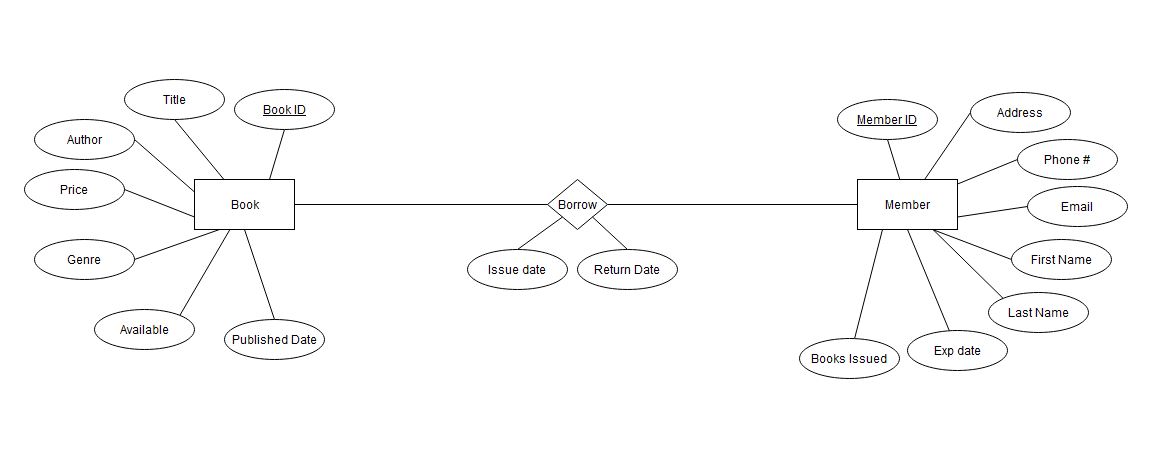 Title
Book ID
Author
Price
Book
Genre
Available
Published Date
Borrow
Issue date
Return Date
Member ID
Address
Phone #
Member
Email
First Name
Last Name
Exp date
Books Issued